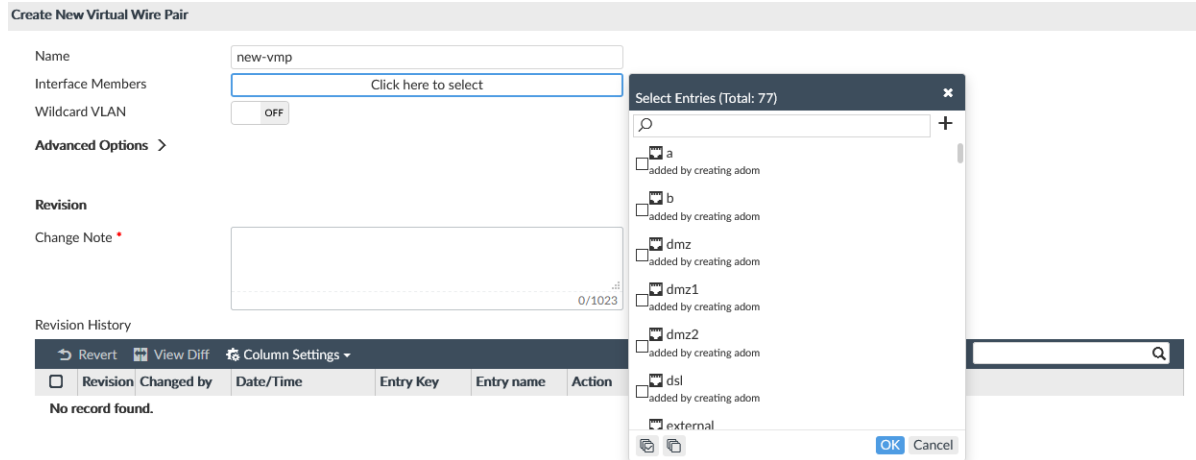 Create New Virtual Wire Pair
Name
new-vmp
Interface Members
Click here to select
Wildcard VLAN
OFF
Advanced Options
Revision
Change Note *
0/1023
Revision History
Revert View Diff Column Settings
Revision Changed by Date/Time Entry Key Entry name Action
No record found.
Select Entries (Total: 77)
a
added by creating adom
b
added by creating adom
dmz
added by creating adom
dmz1
added by creating adom
dmz2
added by creating adom
dsl
added by creating adom
external
OK Cancel